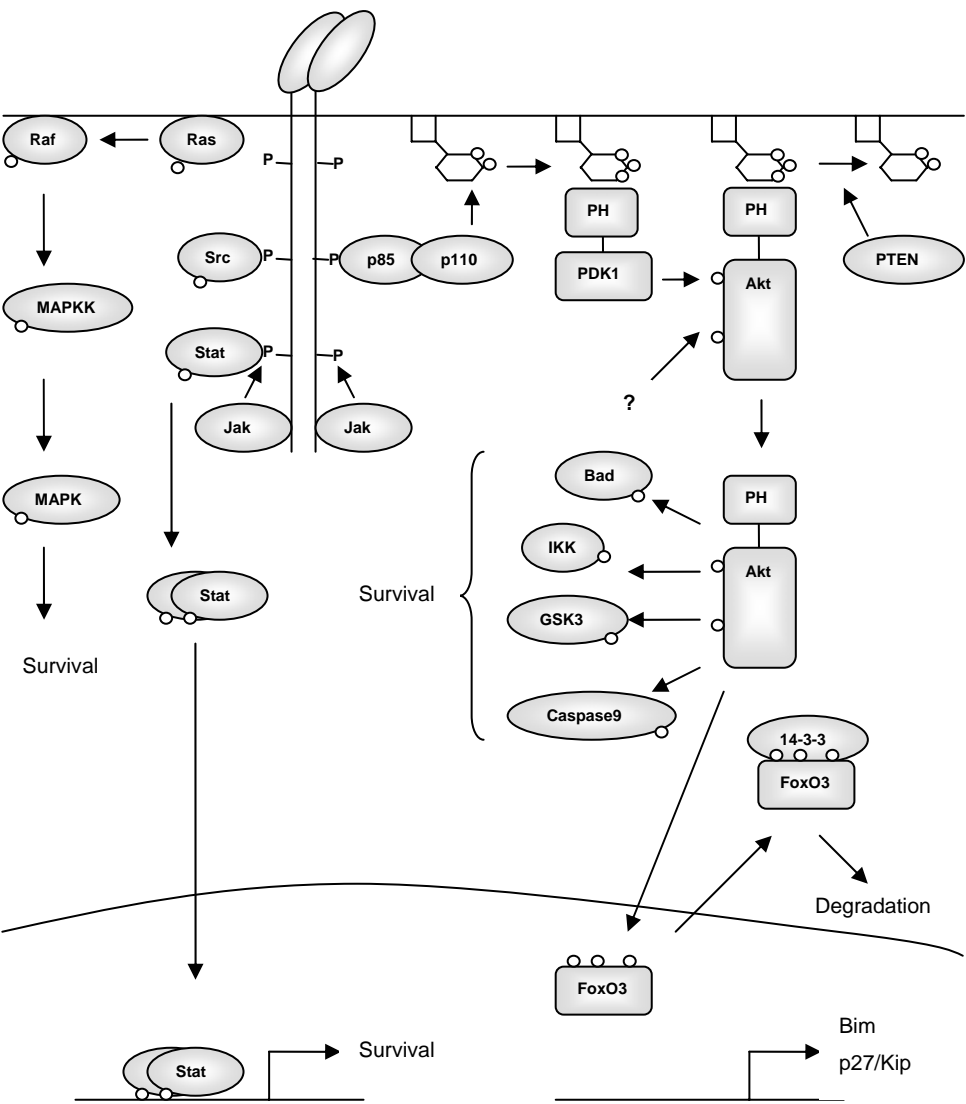 Raf
Ras
P
P
PH
PH
Src
P
P
p85
p110
PDK1
Akt
PTEN
MAPKK
Stat
P
P
?
Jak
Jak
Bad
MAPK
PH
IKK
Akt
Stat
Survival
GSK3
Survival
Caspase9
14-3-3
FoxO3
Degradation
FoxO3
Bim
Survival
p27/Kip
Stat